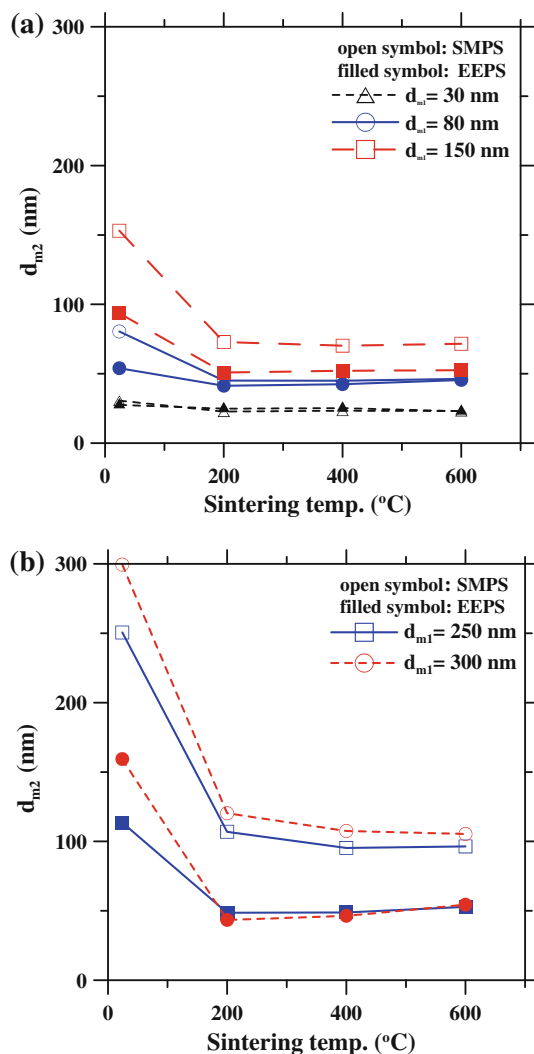 (a)
300
200
100
0
d_m2 (nm)
open symbol: SMPS
filled symbol: EEPS
d_m1= 30 nm
d_m1= 80 nm
d_m1= 150 nm
0 200 400 600
Sintering temp. (°C)
(b)
300
200
100
0
d_m2 (nm)
open symbol: SMPS
filled symbol: EEPS
d_m1= 250 nm
d_m1= 300 nm
0 200 400 600
Sintering temp. (°C)